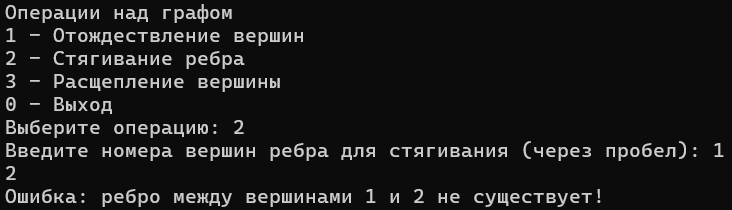 Операции над графом
1 – Отождествление вершин
2 – Стягивание ребра
3 – Расщепление вершины
0 – Выход
Выберите операцию: 2
Введите номера вершин ребра для стягивания (через пробел): 1
2
Ошибка: ребро между вершинами 1 и 2 не существует!